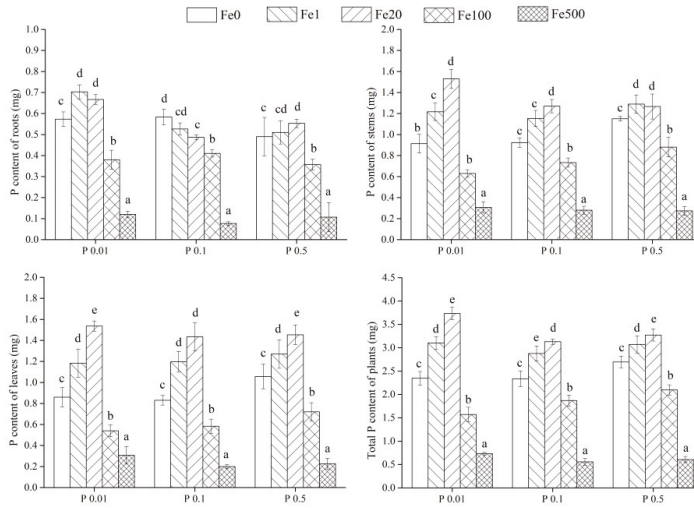 Fe0 Fe1 Fe20 Fe100 Fe500
P content of roots (mg)
1.0
0.9
0.8
0.7
0.6
0.5
0.4
0.3
0.2
0.1
0.0
c d d b a
d cd c b a
c cd d b a
P 0.01 P 0.1 P 0.5
P content of stems (mg)
2.0
1.8
1.6
1.4
1.2
1.0
0.8
0.6
0.4
0.2
0.0
b c d b a
c c d b a
c d d b a
P 0.01 P 0.1 P 0.5
P content of leaves (mg)
2.0
1.8
1.6
1.4
1.2
1.0
0.8
0.6
0.4
0.2
0.0
c d e b a
c d d b a
c d e b a
P 0.01 P 0.1 P 0.5
Total P content of plants (mg)
4.5
4.0
3.5
3.0
2.5
2.0
1.5
1.0
0.5
0.0
c d e b a
c e d b a
c d e b a
P 0.01 P 0.1 P 0.5